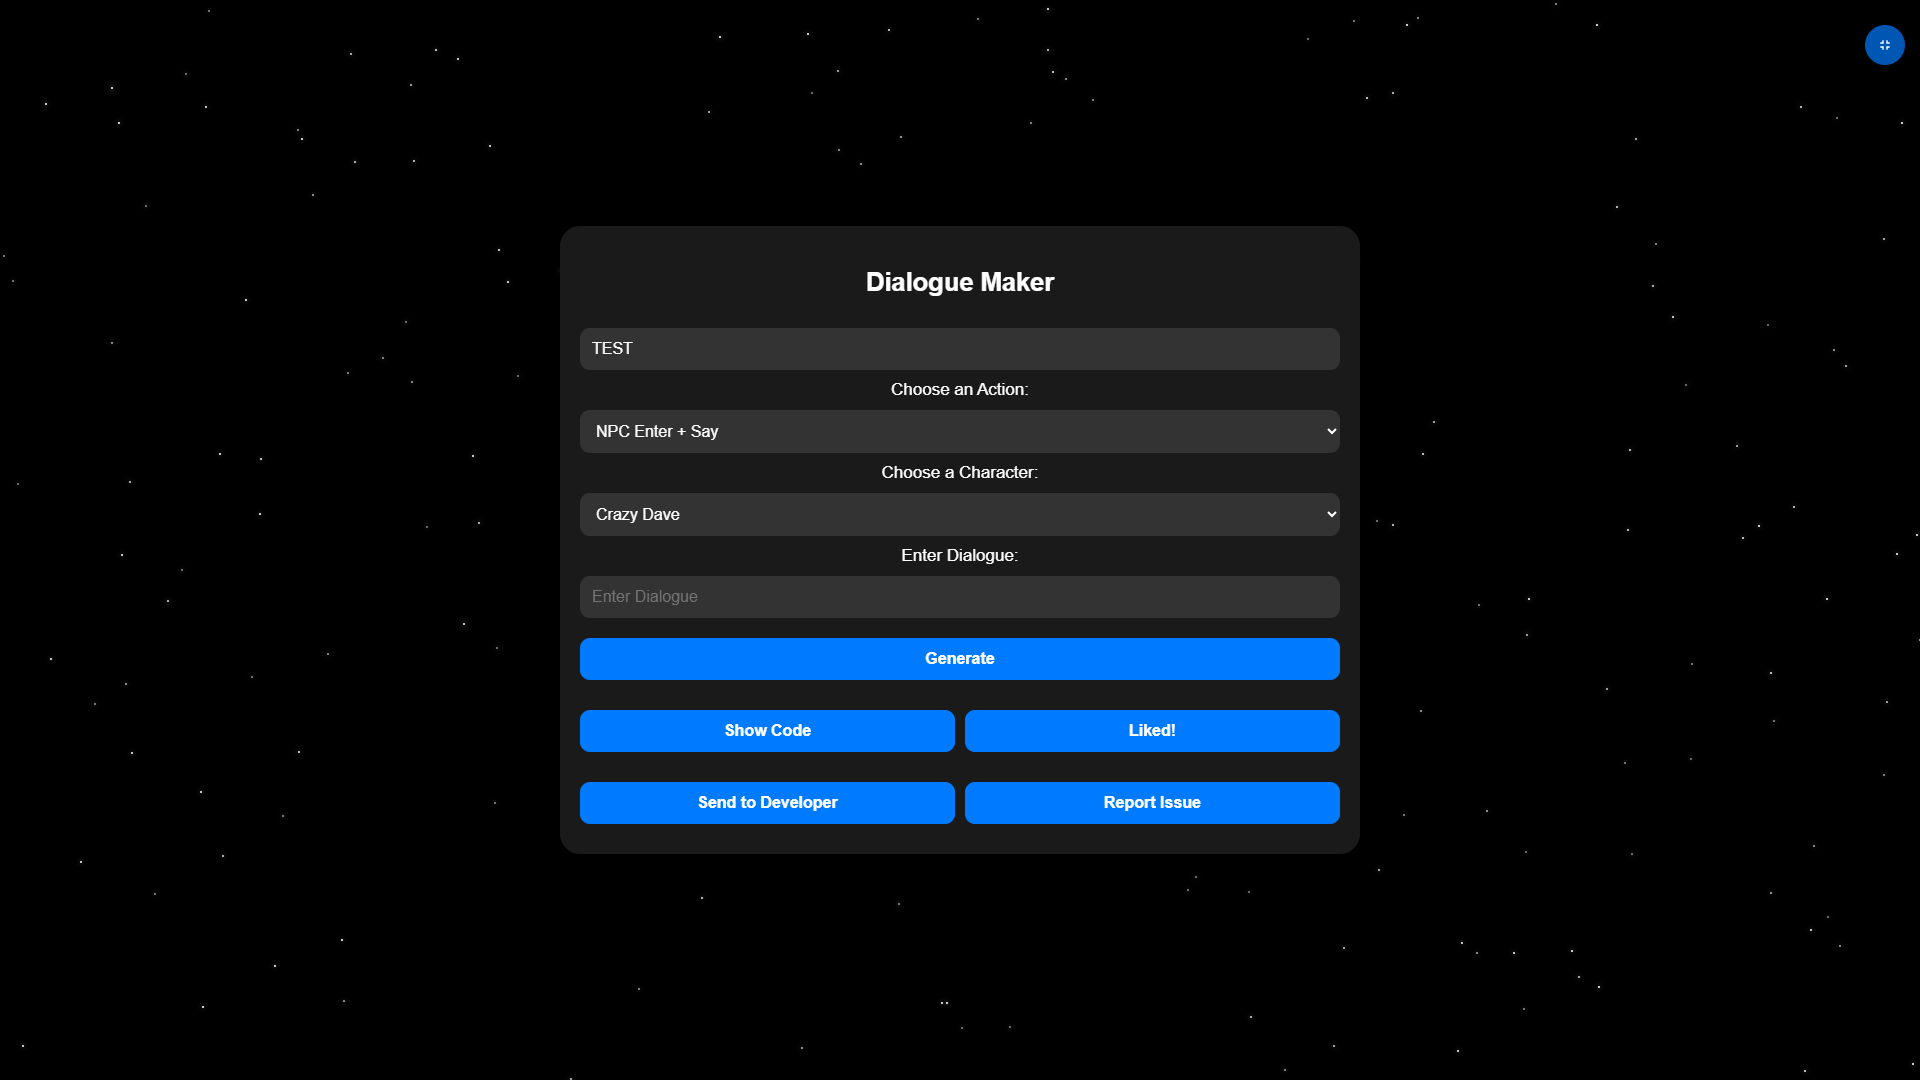 Dialogue Maker
TEST
Choose an Action:
NPC Enter + Say
Choose a Character:
Crazy Dave
Enter Dialogue:
Enter Dialogue
Generate
Show Code
Liked!
Send to Developer
Report Issue